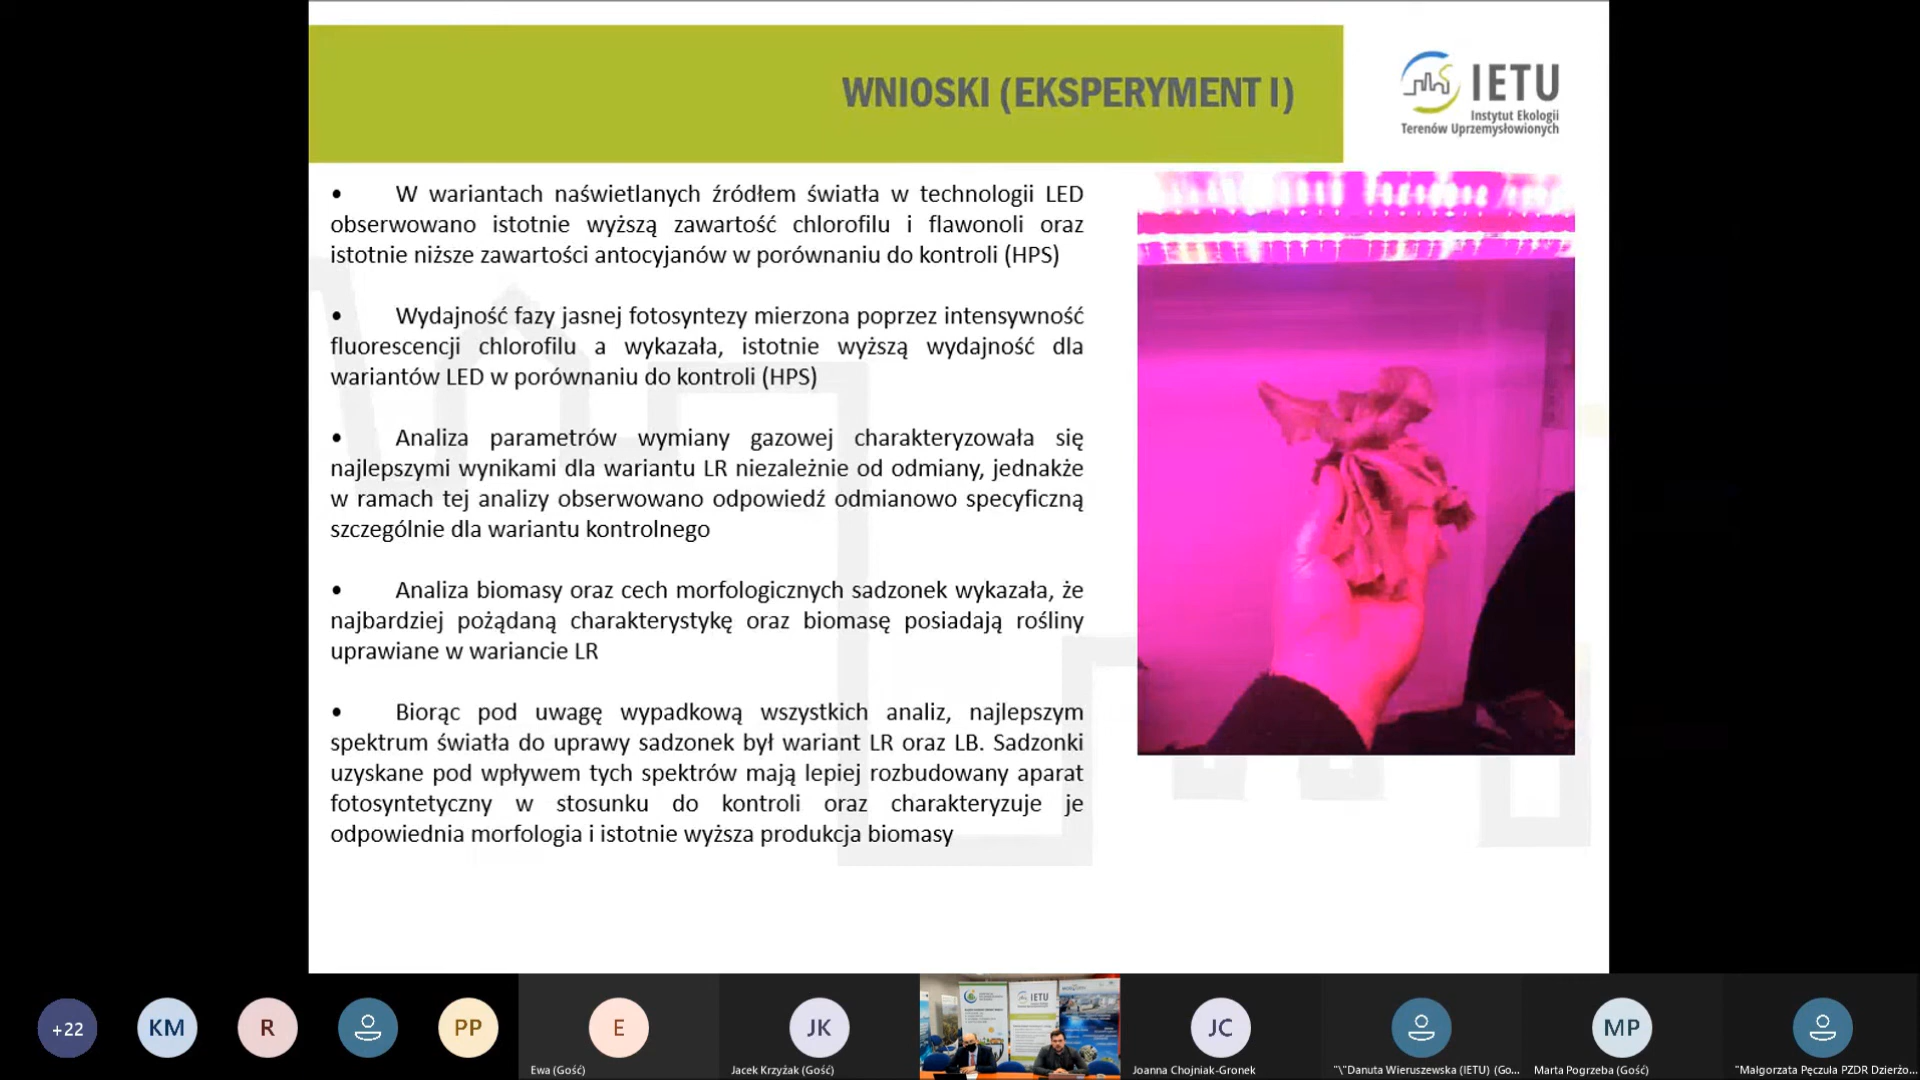 WNIOSKI (EKSPERYMENT I)
IETU
Instytut Ekologii
Terenów Uprzemysłowionych
• W wariantach naświetlanych źródłem światła w technologii LED
obserwowano istotnie wyższą zawartość chlorofilu i flawonoli oraz
istotnie niższe zawartości antocyjanów w porównaniu do kontroli (HPS)
• Wydajność fazy jasnej fotosyntezy mierzona poprzez intensywność
fluorescencji chlorofilu a wykazała, istotnie wyższą wydajność dla
wariantów LED w porównaniu do kontroli (HPS)
• Analiza parametrów wymiany gazowej charakteryzowała się
najlepszymi wynikami dla wariantu LR niezależnie od odmiany, jednakże
w ramach tej analizy obserwowano odpowiedź odmianowo specyficzną
szczególnie dla wariantu kontrolnego
• Analiza biomasy oraz cech morfologicznych sadzonek wykazała, że
najbardziej pożądaną charakterystykę oraz biomasę posiadają rośliny
uprawiane w wariancie LR
• Biorąc pod uwagę wypadkową wszystkich analiz, najlepszym
spektrum światła do uprawy sadzonek był wariant LR oraz LB. Sadzonki
uzyskane pod wpływem tych spektrów mają lepiej rozbudowany aparat
fotosyntetyczny w stosunku do kontroli oraz charakteryzuje je
odpowiednia morfologia i istotnie wyższa produkcja biomasy
+22
KM
R
PP
E
Ewa (Gość)
JK
Jacek Krzyżak (Gość)
IETU
JC
Joanna Chojniak-Gronek
"\"Danuta Wieruszewska (IETU) (Go...
MP
Marta Pogrzeba (Gość)
"Małgorzata Pęczuła PZDR Dzierżo...